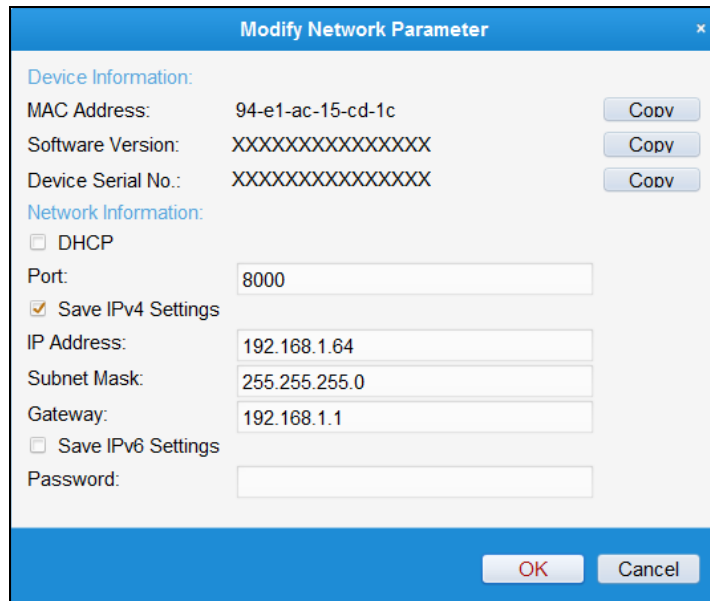 Modify Network Parameter ×
Device Information:
MAC Address: 94-e1-ac-15-cd-1c Copy
Software Version: XXXXXXXXXXXXXXX Copy
Device Serial No.: XXXXXXXXXXXXXXX Copy
Network Information:
DHCP
Port: 8000
Save IPv4 Settings
IP Address: 192.168.1.64
Subnet Mask: 255.255.255.0
Gateway: 192.168.1.1
Save IPv6 Settings
Password:
OK Cancel